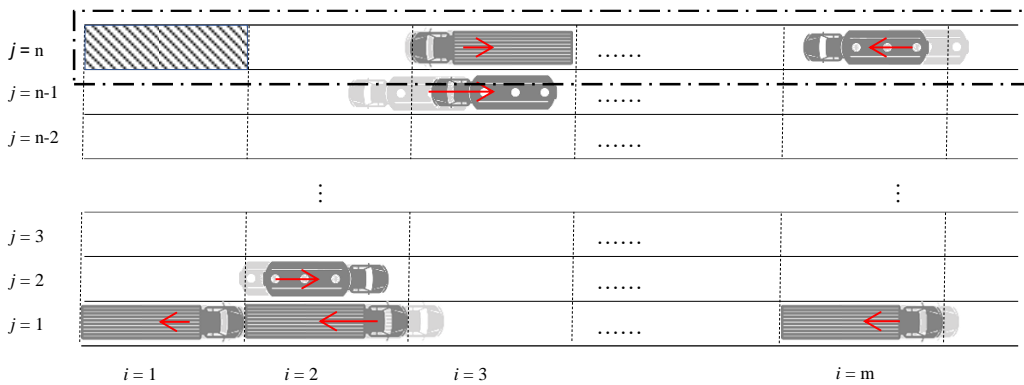 j = n ...... 
j = n-1 ......
j = n-2 ......
⋮ ⋮
j = 3 ......
j = 2 ......
j = 1 ......
i = 1 i = 2 i = 3 i = m